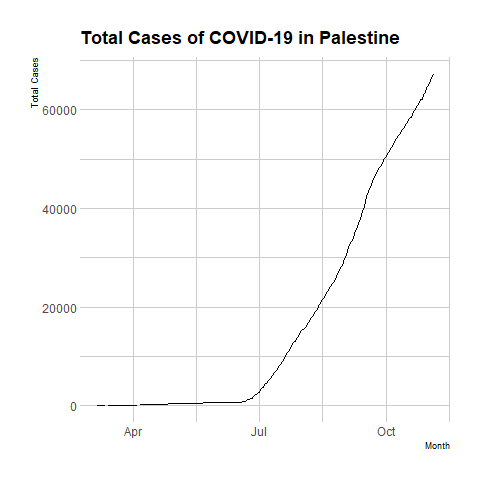 Total Cases of COVID-19 in Palestine
Total Cases
60000
40000
20000
0
Apr Jul Oct
Month